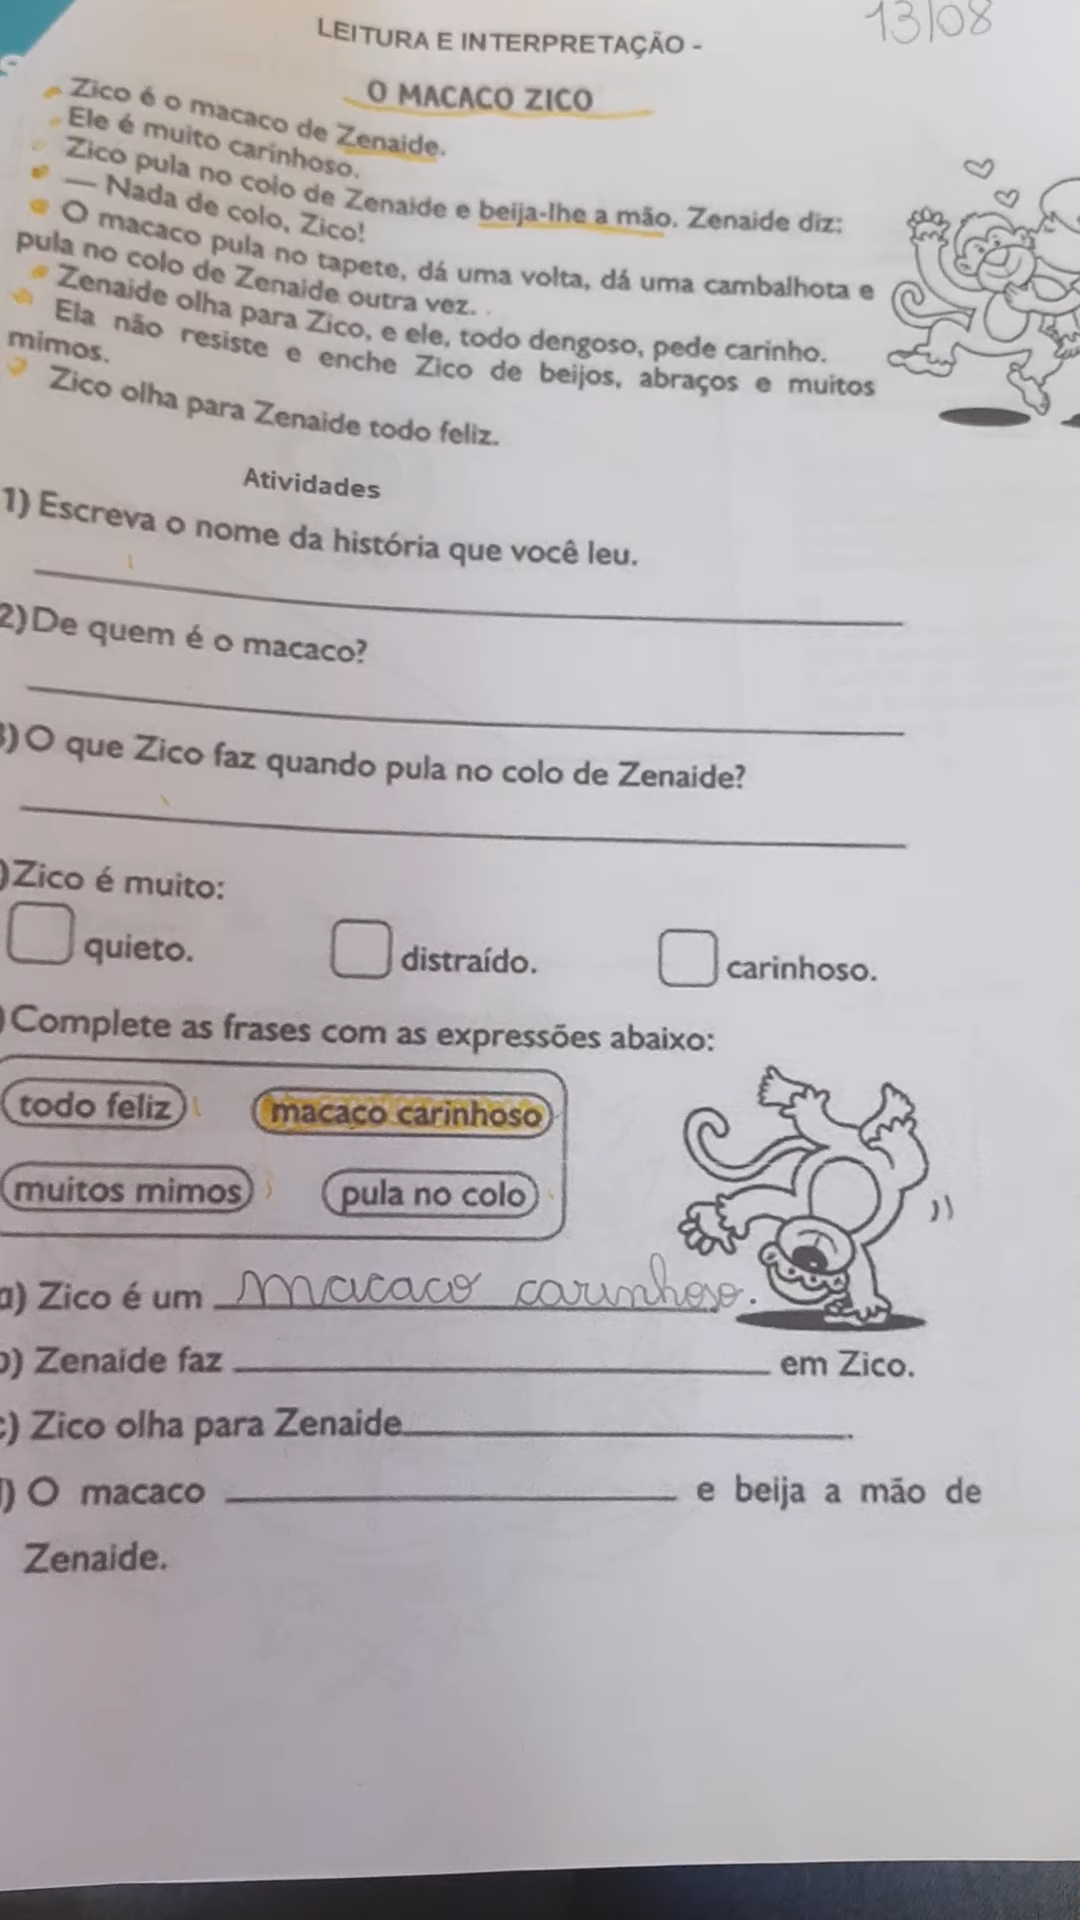 13/08
LEITURA E INTERPRETAÇÃO -
O MACACO ZICO
Zico é o macaco de Zenaide.
Ele é muito carinhoso.
Zico pula no colo de Zenaide e beija-lhe a mão. Zenaide diz:
— Nada de colo, Zico!
O macaco pula no tapete, dá uma volta, dá uma cambalhota e
pula no colo de Zenaide outra vez.
Zenaide olha para Zico, e ele, todo dengoso, pede carinho.
Ela não resiste e enche Zico de beijos, abraços e muitos
mimos.
Zico olha para Zenaide todo feliz.
Atividades
1) Escreva o nome da história que você leu.
2) De quem é o macaco?
) O que Zico faz quando pula no colo de Zenaide?
) Zico é muito:
quieto. distraído. carinhoso.
) Complete as frases com as expressões abaixo:
todo feliz macaco carinhoso
muitos mimos pula no colo
a) Zico é um macaco carinhoso.
b) Zenaide faz ____ em Zico.
c) Zico olha para Zenaide ____.
d) O macaco ____ e beija a mão de
Zenaide.